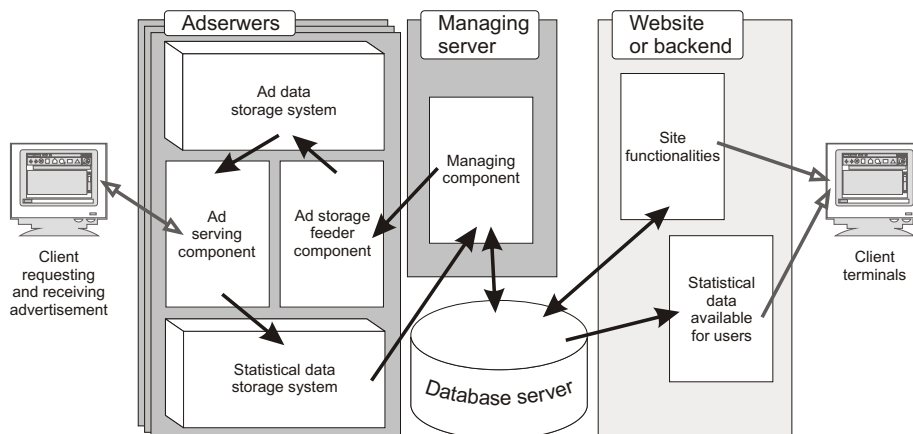 Adserwers
Managing
server
Website
or backend
Ad data
storage system
Ad
serving
component
Ad storage
feeder
component
Managing
component
Site
functionalities
Client
requesting
and receiving
advertisement
Client
terminals
Statistical
data
available
for users
Statistical data
storage system
Database server